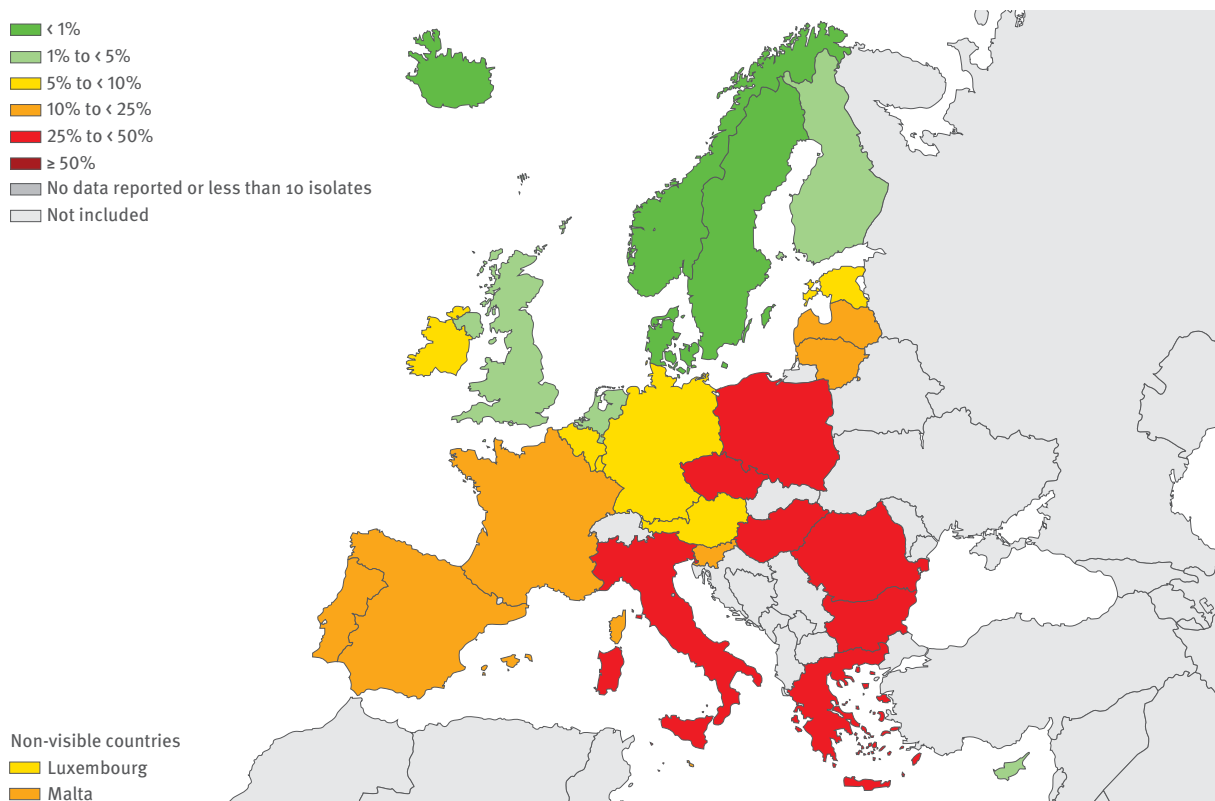 < 1%
1% to < 5%
5% to < 10%
10% to < 25%
25% to < 50%
≥ 50%
No data reported or less than 10 isolates
Not included
Non-visible countries
Luxembourg
Malta